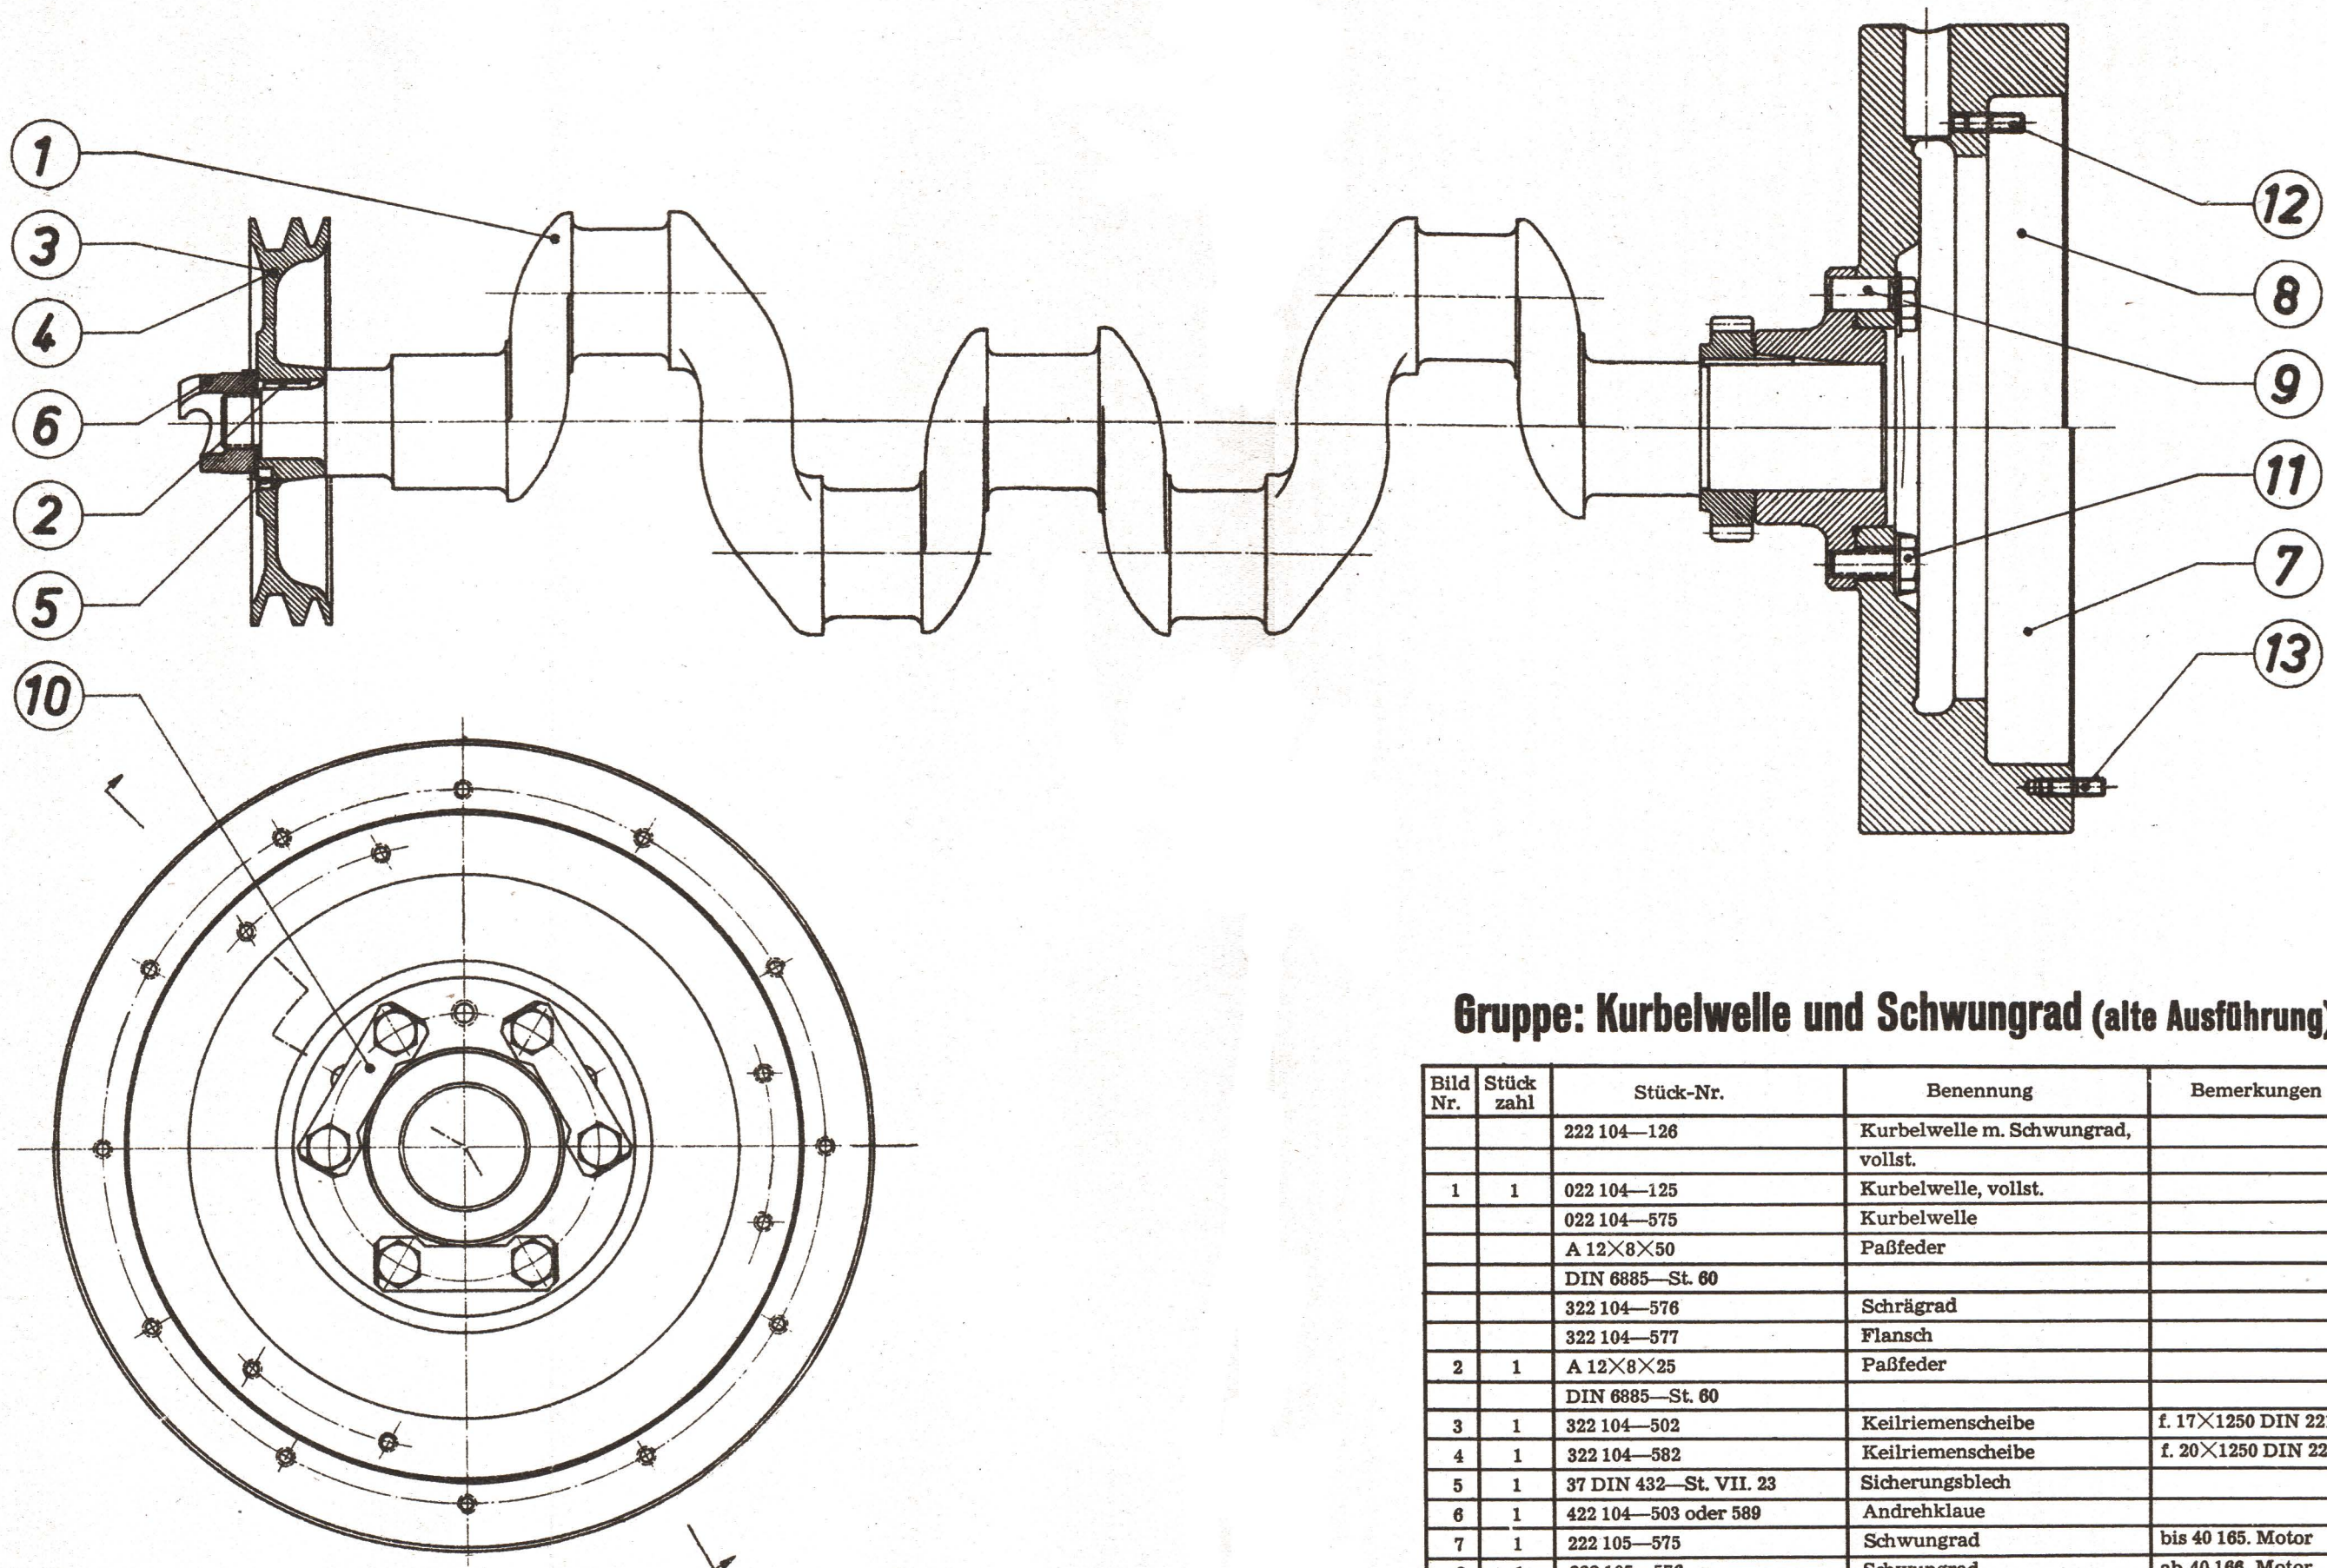 1
3
4
6
2
5
10
12
8
9
11
7
13
Gruppe: Kurbelwelle und Schwungrad (alte Ausführung)
Bild Nr. Stück zahl Stück-Nr. Benennung Bemerkungen
222 104—126 Kurbelwelle m. Schwungrad,
vollst.
1 1 022 104—125 Kurbelwelle, vollst.
022 104—575 Kurbelwelle
A 12×8×50 Paßfeder
DIN 6885—St. 60
322 104—576 Schrägrad
322 104—577 Flansch
2 1 A 12×8×25 Paßfeder
DIN 6885—St. 60
3 1 322 104—502 Keilriemenscheibe f. 17×1250 DIN
4 1 322 104—582 Keilriemenscheibe f. 20×1250 DIN
5 1 37 DIN 432—St. VII. 23 Sicherungsblech
6 1 422 104—503 oder 589 Andrehklaue
7 1 222 105—575 Schwungrad bis 40 165. Motor
Schwungrad ab 40 166. Motor